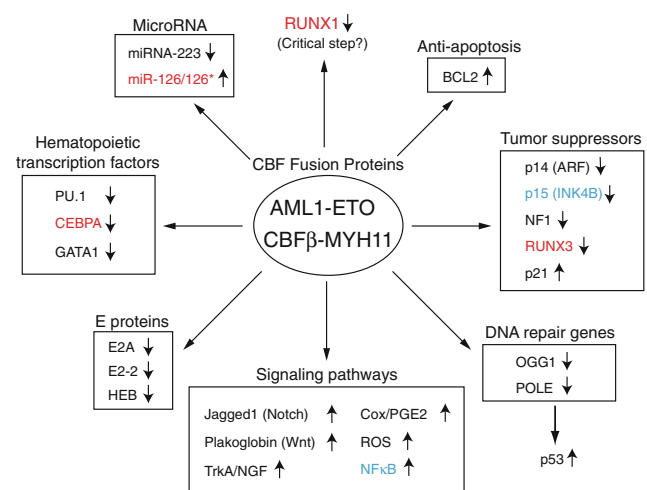 MicroRNA
miRNA-223 ↓
miR-126/126* ↑
RUNX1 ↓
(Critical step?)
Anti-apoptosis
BCL2 ↑
Hematopoietic
transcription factors
PU.1 ↓
CEBPA ↓
GATA1 ↓
CBF Fusion Proteins
AML1-ETO
CBFβ-MYH11
Tumor suppressors
p14 (ARF) ↓
p15 (INK4B) ↓
NF1 ↓
RUNX3 ↓
p21 ↑
E proteins
E2A ↓
E2-2 ↓
HEB ↓
Signaling pathways
Jagged1 (Notch) ↑
Plakoglobin (Wnt) ↑
TrkA/NGF ↑
Cox/PGE2 ↑
ROS ↑
NFκB ↑
DNA repair genes
OGG1 ↓
POLE ↓
p53 ↑